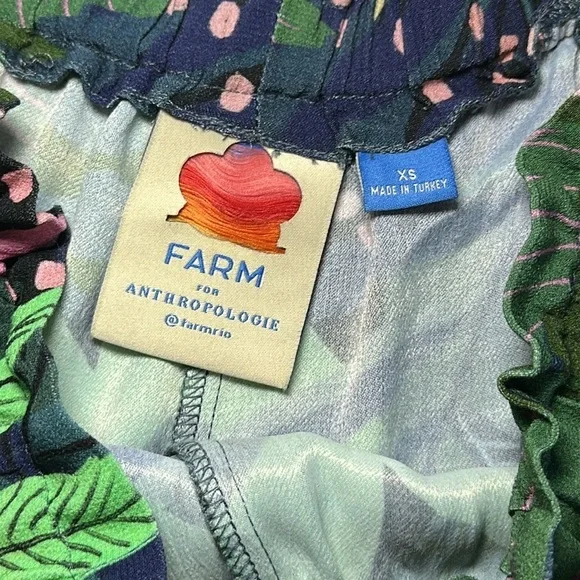 FARM
FOR
ANTHROPOLOGIE
@farmrio
XS
MADE IN TURKEY